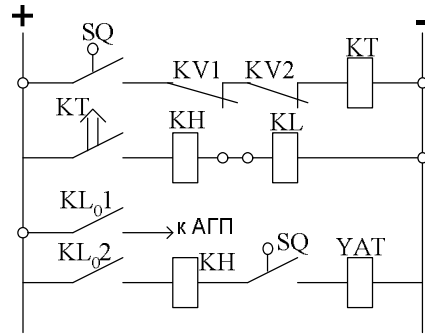 + -
SQ
KV1 KV2 KT
KT KH KL
KL₀1
к АГП
KL₀2 KH SQ YAT